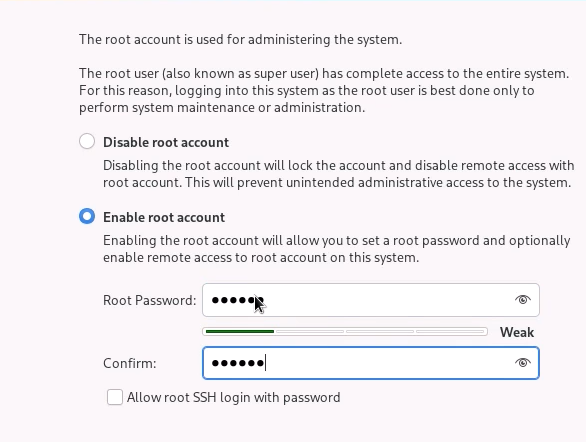 The root account is used for administering the system.
The root user (also known as super user) has complete access to the entire system.
For this reason, logging into this system as the root user is best done only to
perform system maintenance or administration.
Disable root account
Disabling the root account will lock the account and disable remote access with
root account. This will prevent unintended administrative access to the system.
Enable root account
Enabling the root account will allow you to set a root password and optionally
enable remote access to root account on this system.
Root Password: ●●●●●●
Weak
Confirm: ●●●●●●
Allow root SSH login with password